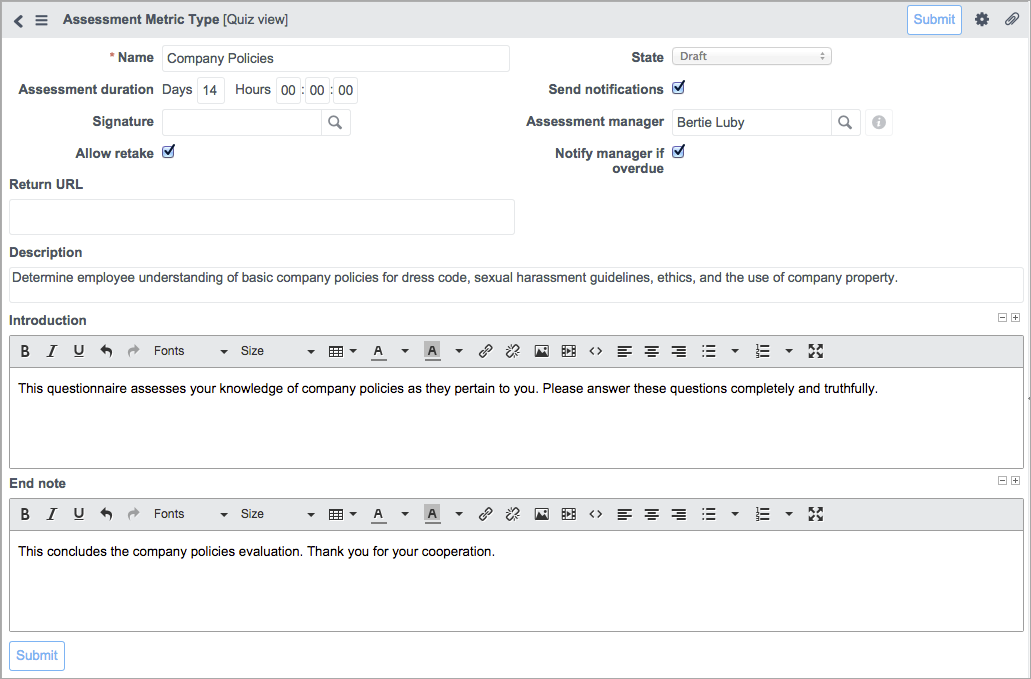 Assessment Metric Type [Quiz view]
Submit
* Name Company Policies
State Draft
Assessment duration Days 14 Hours 00 : 00 : 00
Send notifications
Signature
Assessment manager Bertie Luby
Allow retake
Notify manager if
overdue
Return URL
Description
Determine employee understanding of basic company policies for dress code, sexual harassment guidelines, ethics, and the use of company property.
Introduction
B I U Fonts Size A A
This questionnaire assesses your knowledge of company policies as they pertain to you. Please answer these questions completely and truthfully.
End note
B I U Fonts Size A A
This concludes the company policies evaluation. Thank you for your cooperation.
Submit